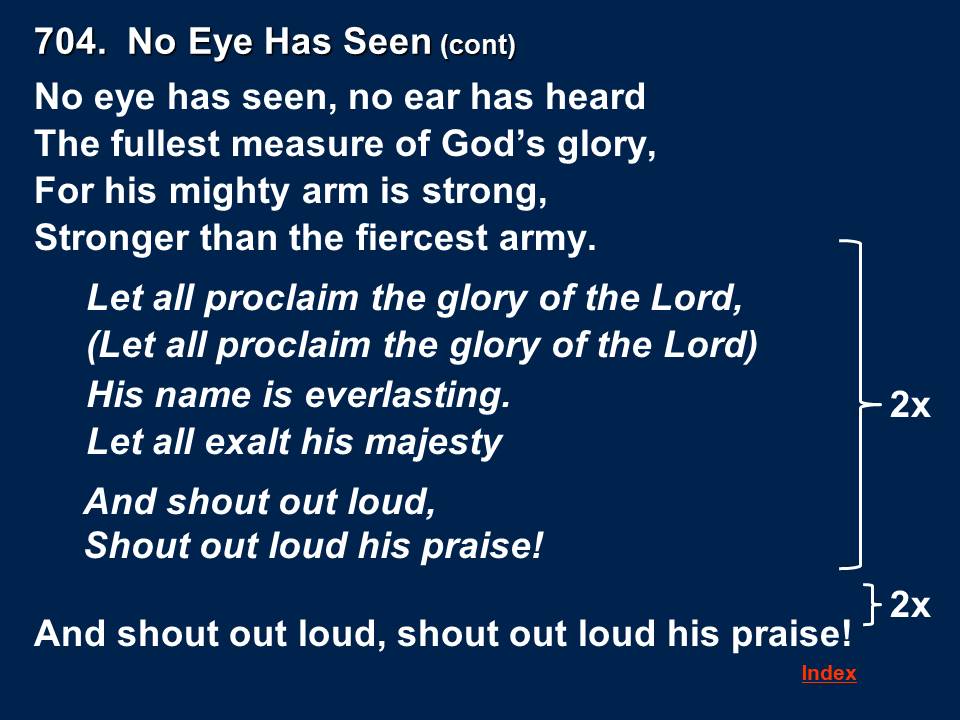 704.  No Eye Has Seen (cont)
No eye has seen, no ear has heard
The fullest measure of God’s glory,
For his mighty arm is strong,
Stronger than the fiercest army.
Let all proclaim the glory of the Lord,
(Let all proclaim the glory of the Lord)
His name is everlasting.
2x
Let all exalt his majesty
And shout out loud,
Shout out loud his praise!
2x
And shout out loud, shout out loud his praise!
Index